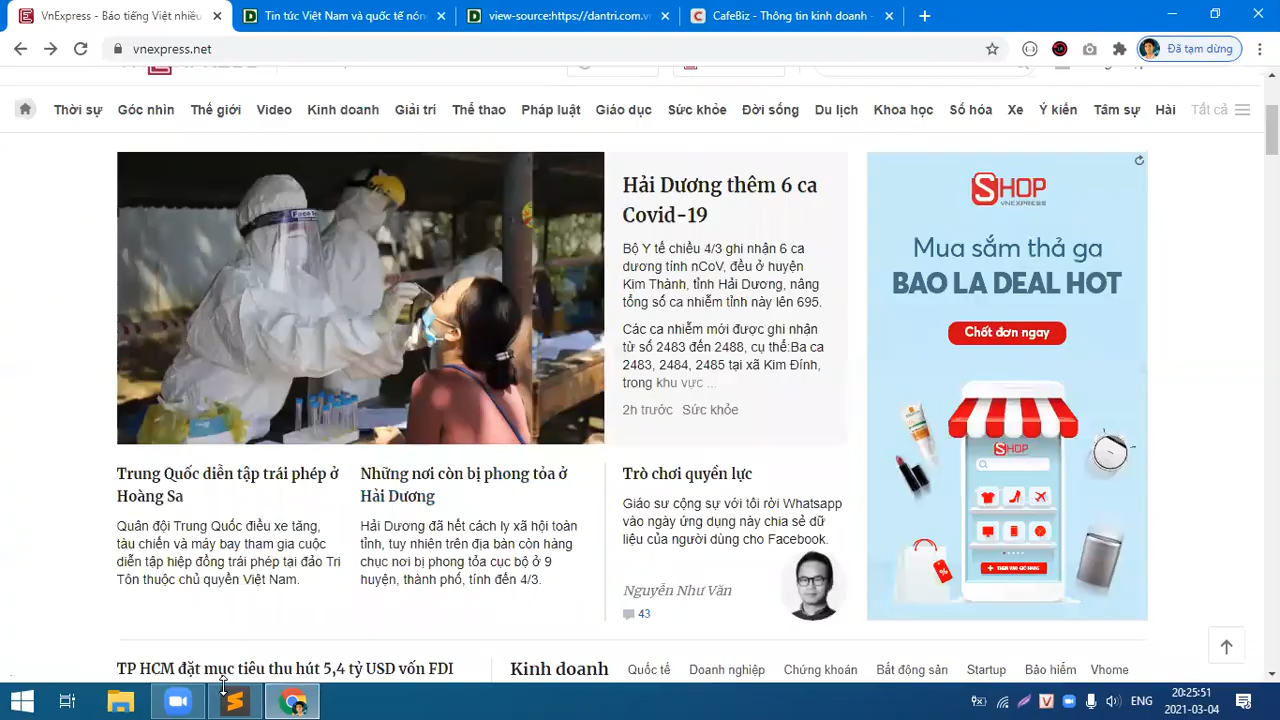 VnExpress - Báo tiếng Việt nhiều
Tin tức Việt Nam và quốc tế nón
view-source:https://dantri.com.v
CafeBiz - Thông tin kinh doanh -
vnexpress.net
Đã tạm dừng
Thời sự Góc nhìn Thế giới Video Kinh doanh Giải trí Thể thao Pháp luật Giáo dục Sức khỏe Đời sống Du lịch Khoa học Số hóa Xe Ý kiến Tâm sự Hài Tất cả
Hải Dương thêm 6 ca
Covid-19
Bộ Y tế chiều 4/3 ghi nhận 6 ca
dương tính nCoV, đều ở huyện
Kim Thành, tỉnh Hải Dương, nâng
tổng số ca nhiễm tỉnh này lên 695.
Các ca nhiễm mới được ghi nhận
từ số 2483 đến 2488, cụ thể:Ba ca
2483, 2484, 2485 tại xã Kim Đính,
trong khu vực ...
2h trước Sức khỏe
SHOP
VNEXPRESS
Mua sắm thả ga
BAO LA DEAL HOT
Chốt đơn ngay
SHOP
Trung Quốc diễn tập trái phép ở
Hoàng Sa
Quân đội Trung Quốc điều xe tăng,
tàu chiến và máy bay tham gia cuộc
diễn tập hiệp đồng trái phép tại đảo Tri
Tôn thuộc chủ quyền Việt Nam.
Những nơi còn bị phong tỏa ở
Hải Dương
Hải Dương đã hết cách ly xã hội toàn
tỉnh, tuy nhiên trên địa bàn còn hàng
chục nơi bị phong tỏa cục bộ ở 9
huyện, thành phố, tính đến 4/3.
Trò chơi quyền lực
Giáo sư cộng sự với tôi rời Whatsapp
vào ngày ứng dụng này chia sẻ dữ
liệu của người dùng cho Facebook.
Nguyễn Như Văn
43
TP HCM đặt mục tiêu thu hút 5,4 tỷ USD vốn FDI
Kinh doanh Quốc tế Doanh nghiệp Chứng khoán Bất động sản Startup Bảo hiểm Vhome
ENG
20:25:51
2021-03-04